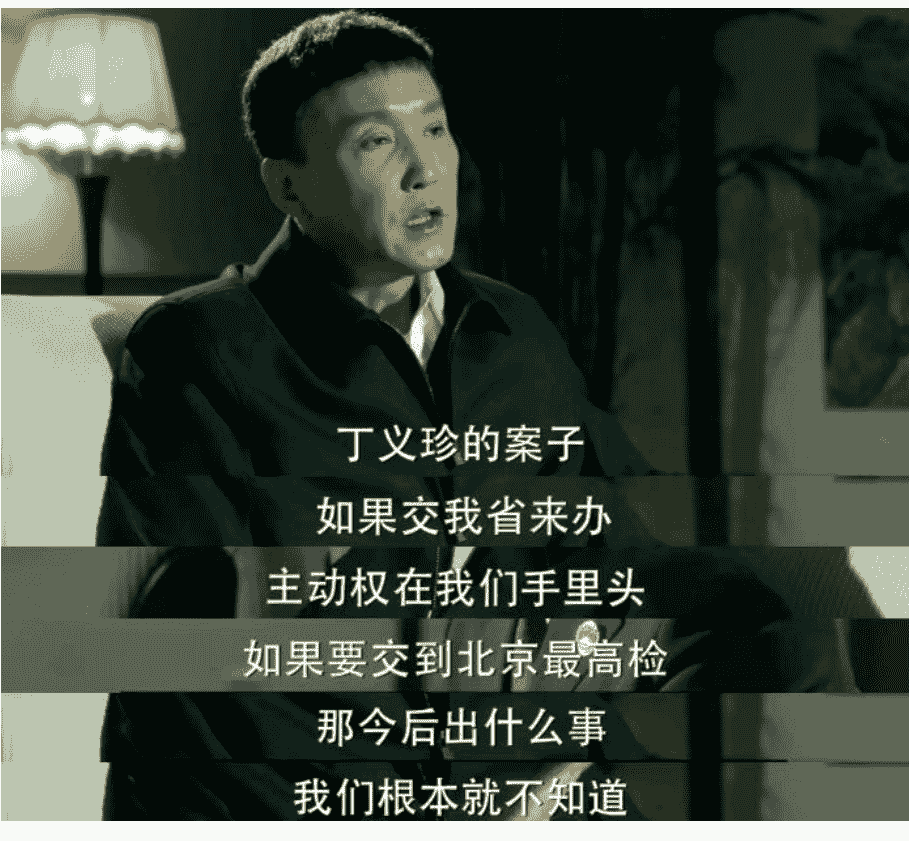 丁义珍的案子
如果交我省来办
主动权在我们手里头
如果要交到北京最高检
那今后出什么事
我们根本就不知道